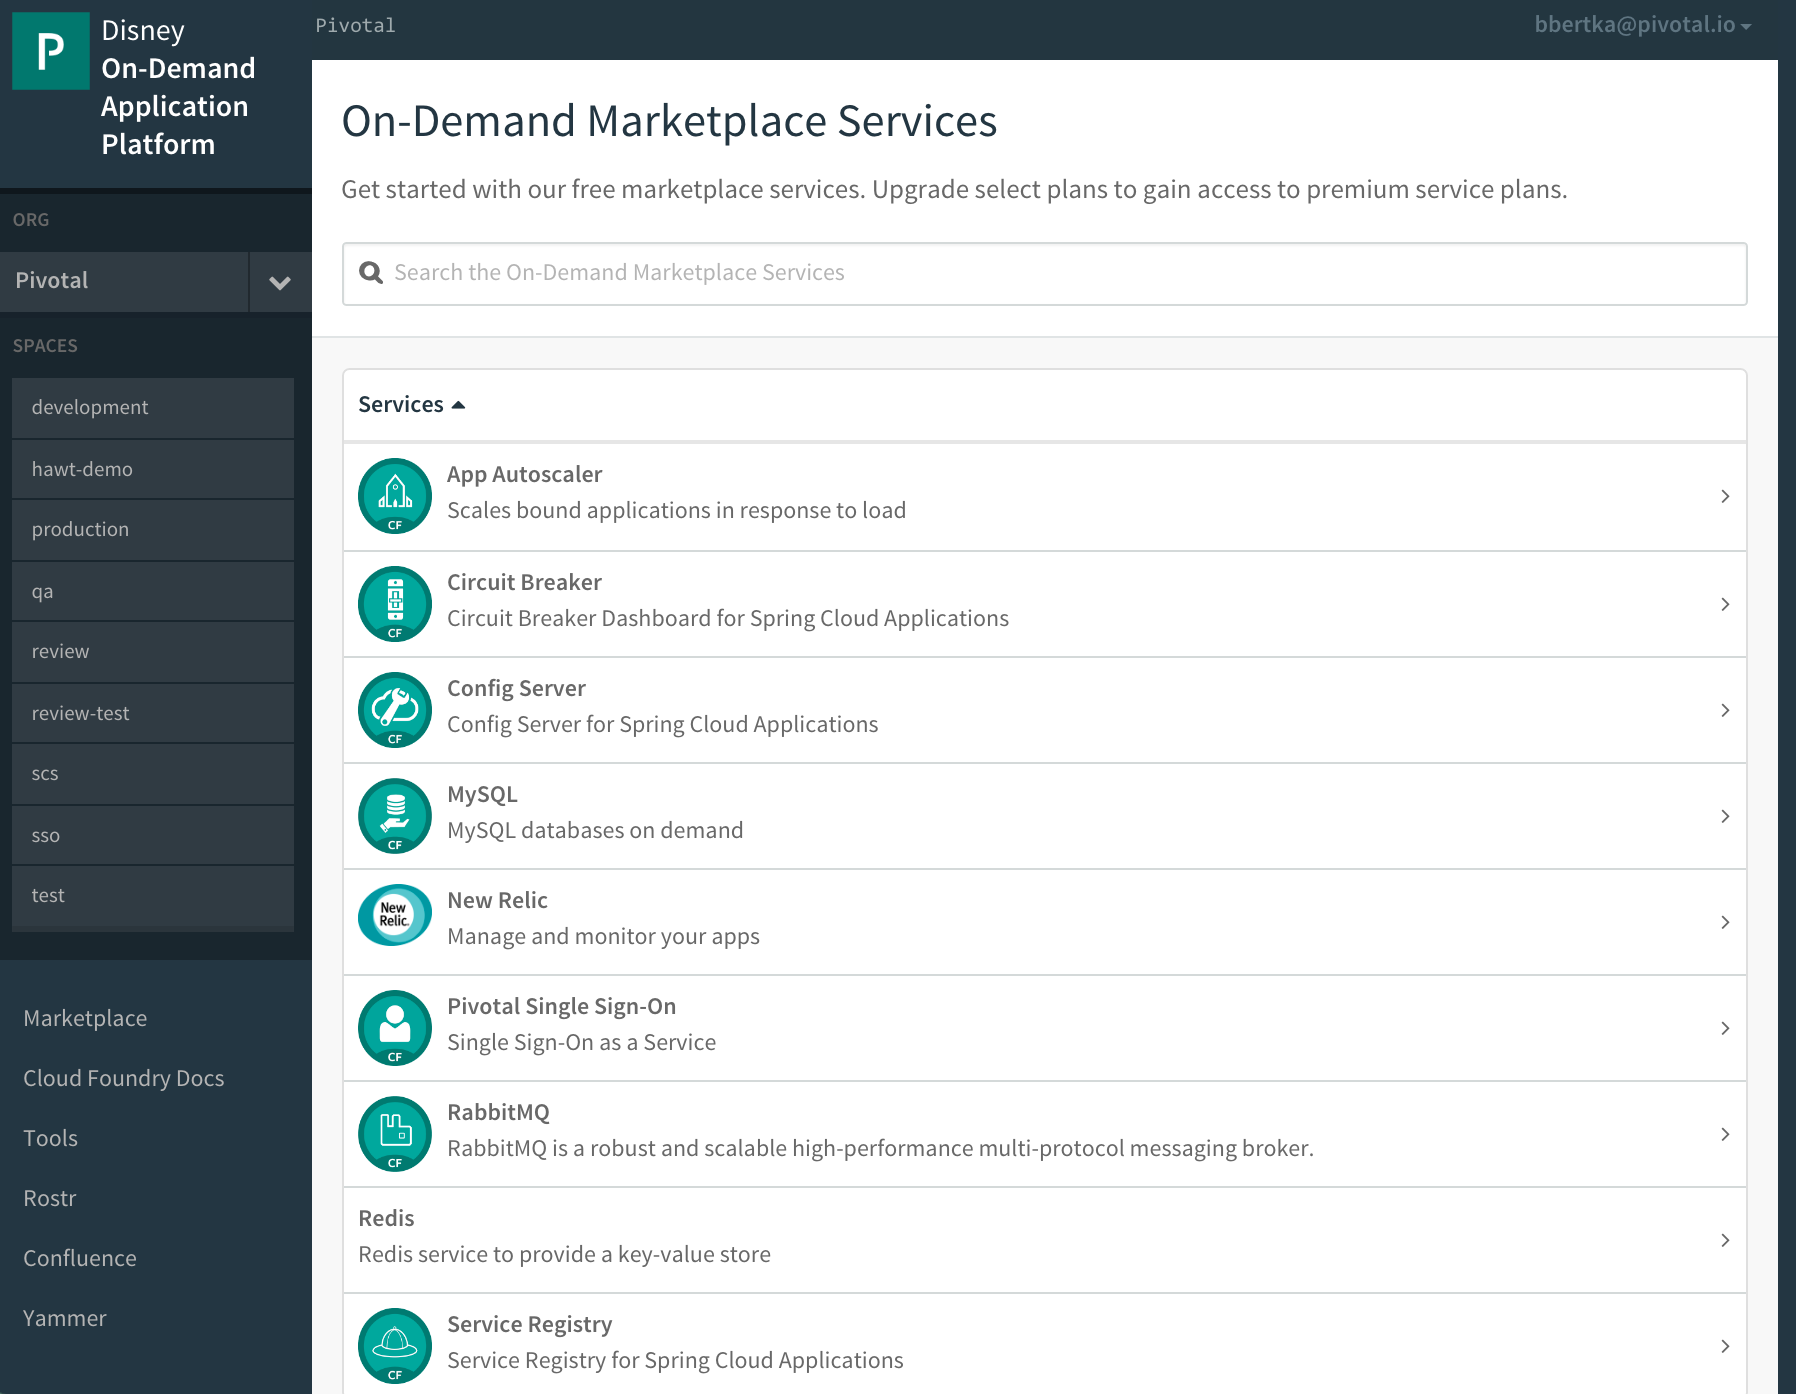 P
Disney
On-Demand
Application
Platform
ORG
Pivotal
SPACES
development
hawt-demo
production
qa
review
review-test
scs
sso
test
Marketplace
Cloud Foundry Docs
Tools
Rostr
Confluence
Yammer
Pivotal
bbertka@pivotal.io
On-Demand Marketplace Services
Get started with our free marketplace services. Upgrade select plans to gain access to premium service plans.
Search the On-Demand Marketplace Services
Services
CF
App Autoscaler
Scales bound applications in response to load
CF
Circuit Breaker
Circuit Breaker Dashboard for Spring Cloud Applications
CF
Config Server
Config Server for Spring Cloud Applications
CF
MySQL
MySQL databases on demand
New
Relic.
New Relic
Manage and monitor your apps
CF
Pivotal Single Sign-On
Single Sign-On as a Service
CF
RabbitMQ
RabbitMQ is a robust and scalable high-performance multi-protocol messaging broker.
Redis
Redis service to provide a key-value store
CF
Service Registry
Service Registry for Spring Cloud Applications